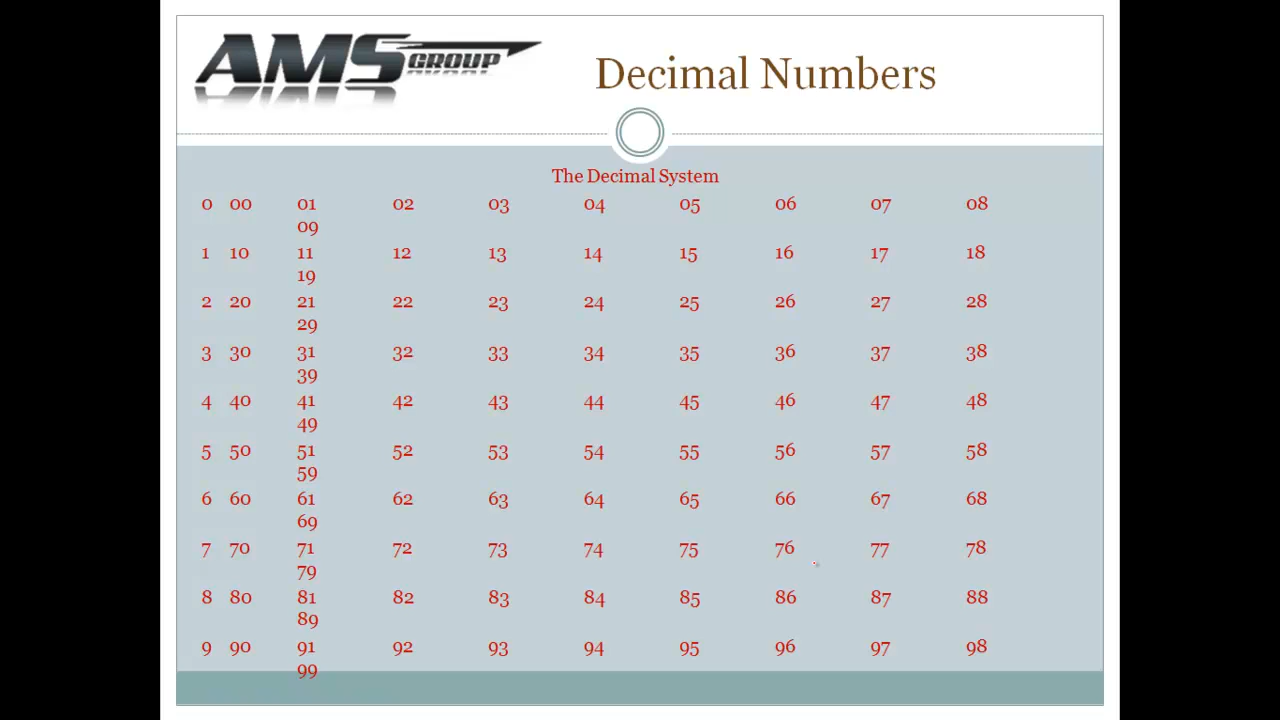 AMS GROUP
Decimal Numbers
The Decimal System
0 00 01 02 03 04 05 06 07 08
09
1 10 11 12 13 14 15 16 17 18
19
2 20 21 22 23 24 25 26 27 28
29
3 30 31 32 33 34 35 36 37 38
39
4 40 41 42 43 44 45 46 47 48
49
5 50 51 52 53 54 55 56 57 58
59
6 60 61 62 63 64 65 66 67 68
69
7 70 71 72 73 74 75 76 77 78
79
8 80 81 82 83 84 85 86 87 88
89
9 90 91 92 93 94 95 96 97 98
99